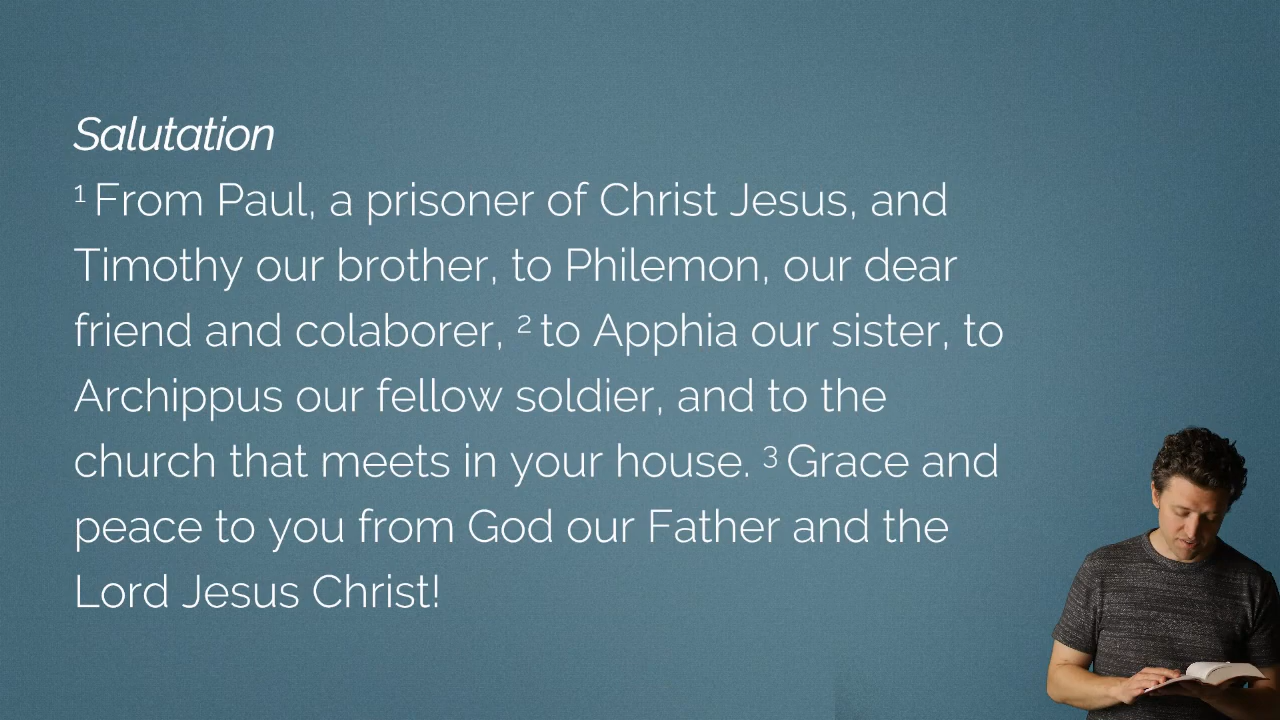 Salutation
¹ From Paul, a prisoner of Christ Jesus, and
Timothy our brother, to Philemon, our dear
friend and colaborer, ² to Apphia our sister, to
Archippus our fellow soldier, and to the
church that meets in your house. ³ Grace and
peace to you from God our Father and the
Lord Jesus Christ!